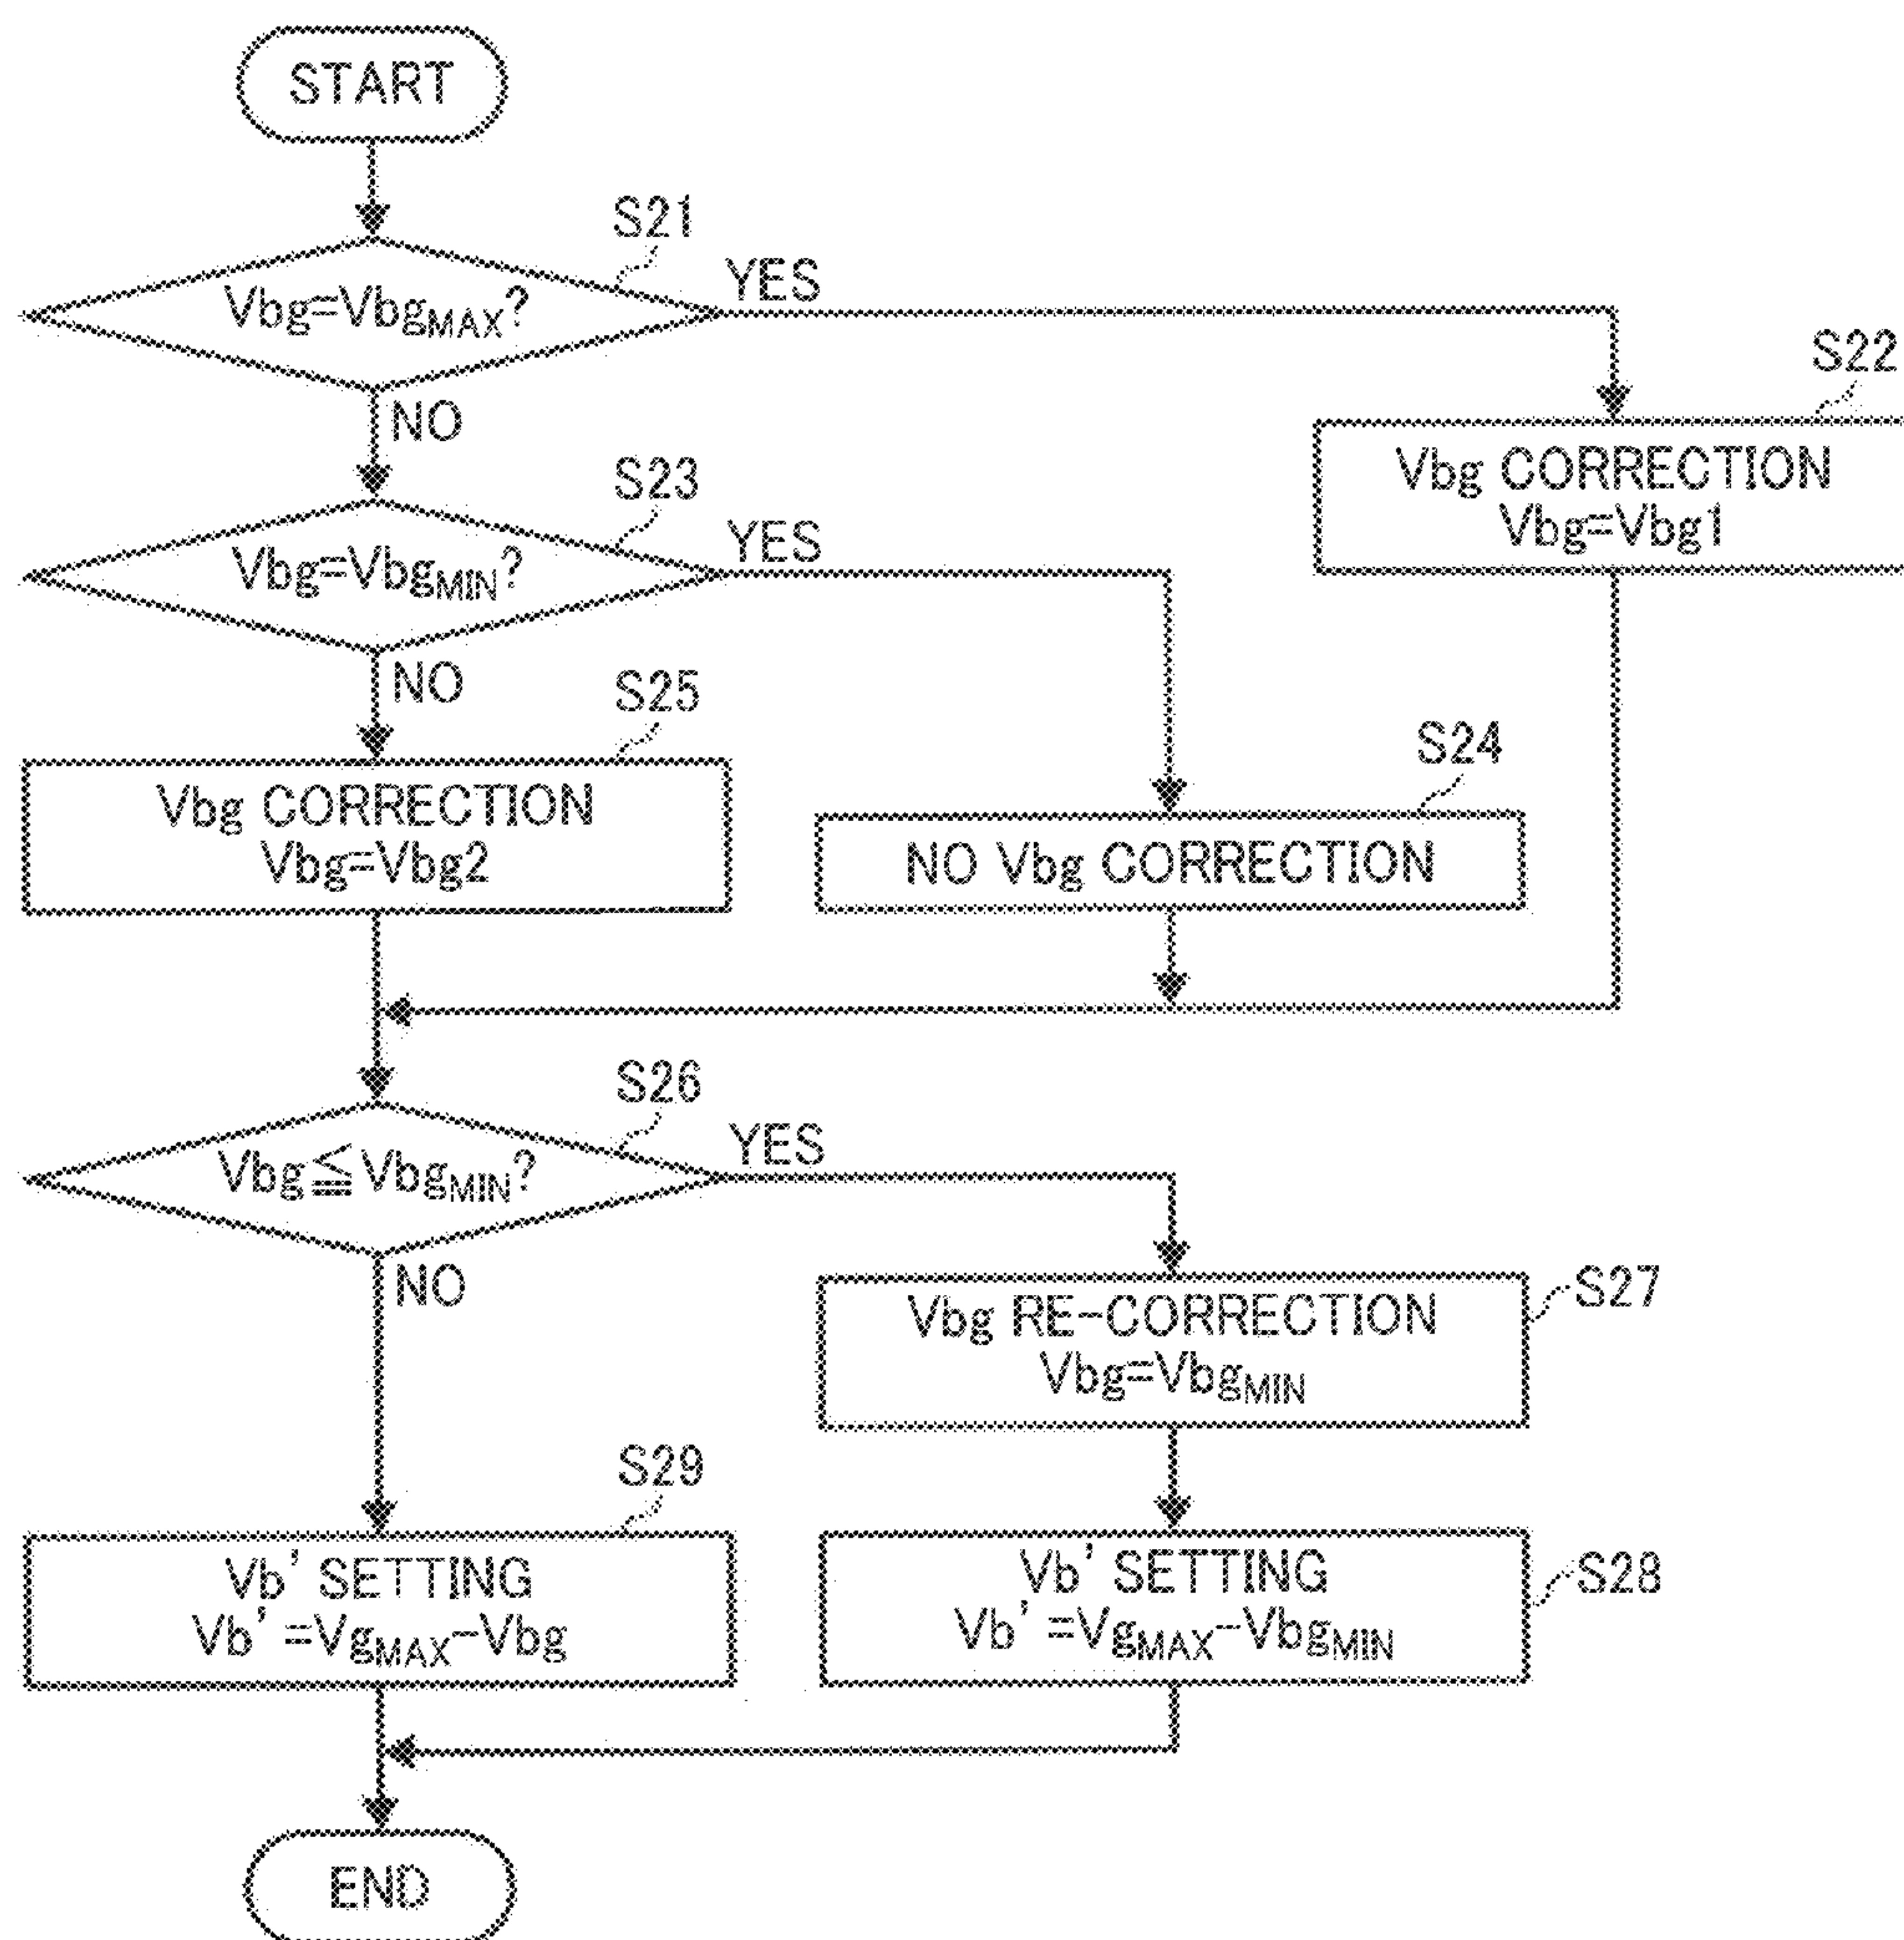 START
S21
Vbg=VbgMAX?
YES
S22
NO
Vbg CORRECTION
Vbg=Vbg1
S23
Vbg=VbgMIN?
YES
NO
S25
S24
Vbg CORRECTION
Vbg=Vbg2
NO Vbg CORRECTION
S26
Vbg≦VbgMIN?
YES
NO
S27
Vbg RE-CORRECTION
Vbg=VbgMIN
S29
Vb' SETTING
Vb'=VgMAX-Vbg
S28
Vb' SETTING
Vb'=VgMAX-VbgMIN
END